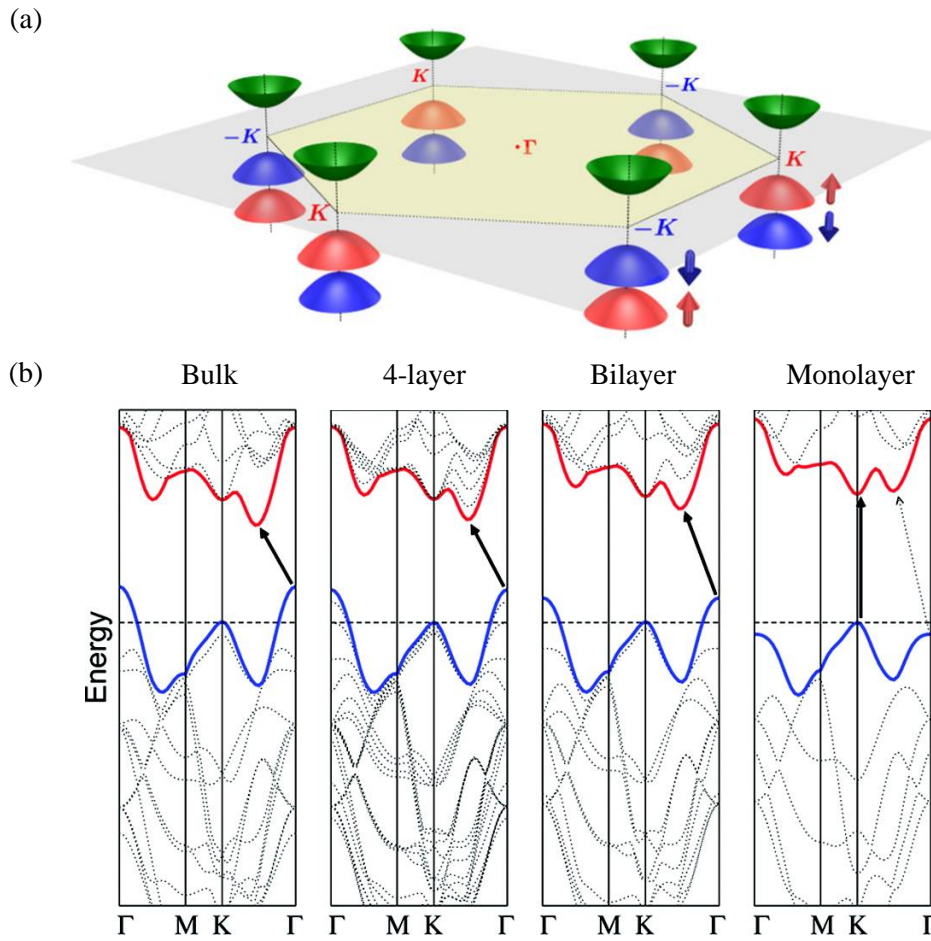 (a)
K
−K
−K
·Γ
K
K
−K
(b)
Bulk
4-layer
Bilayer
Monolayer
Energy
Γ M K Γ Γ M K Γ Γ M K Γ Γ M K Γ